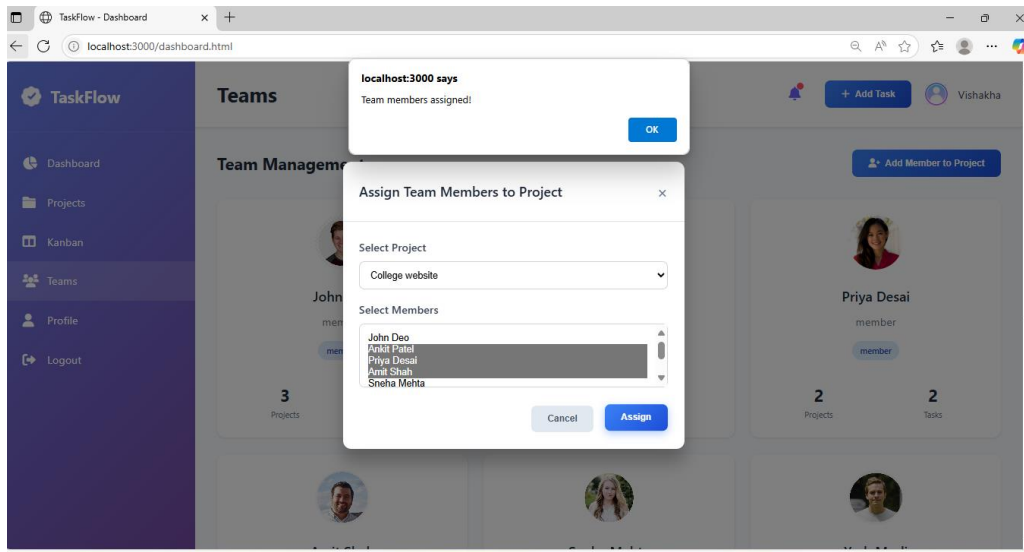 TaskFlow - Dashboard
localhost:3000/dashboard.html
TaskFlow
Dashboard
Projects
Kanban
Teams
Profile
Logout
Teams
+ Add Task
Vishakha
localhost:3000 says
Team members assigned!
OK
Team Manageme
Add Member to Project
Assign Team Members to Project
×
Select Project
College website
Select Members
John Deo
Ankit Patel
Priya Desai
Amit Shah
Sneha Mehta
Cancel
Assign
John
mem
mem
3
Projects
Priya Desai
member
member
2
Projects
2
Tasks